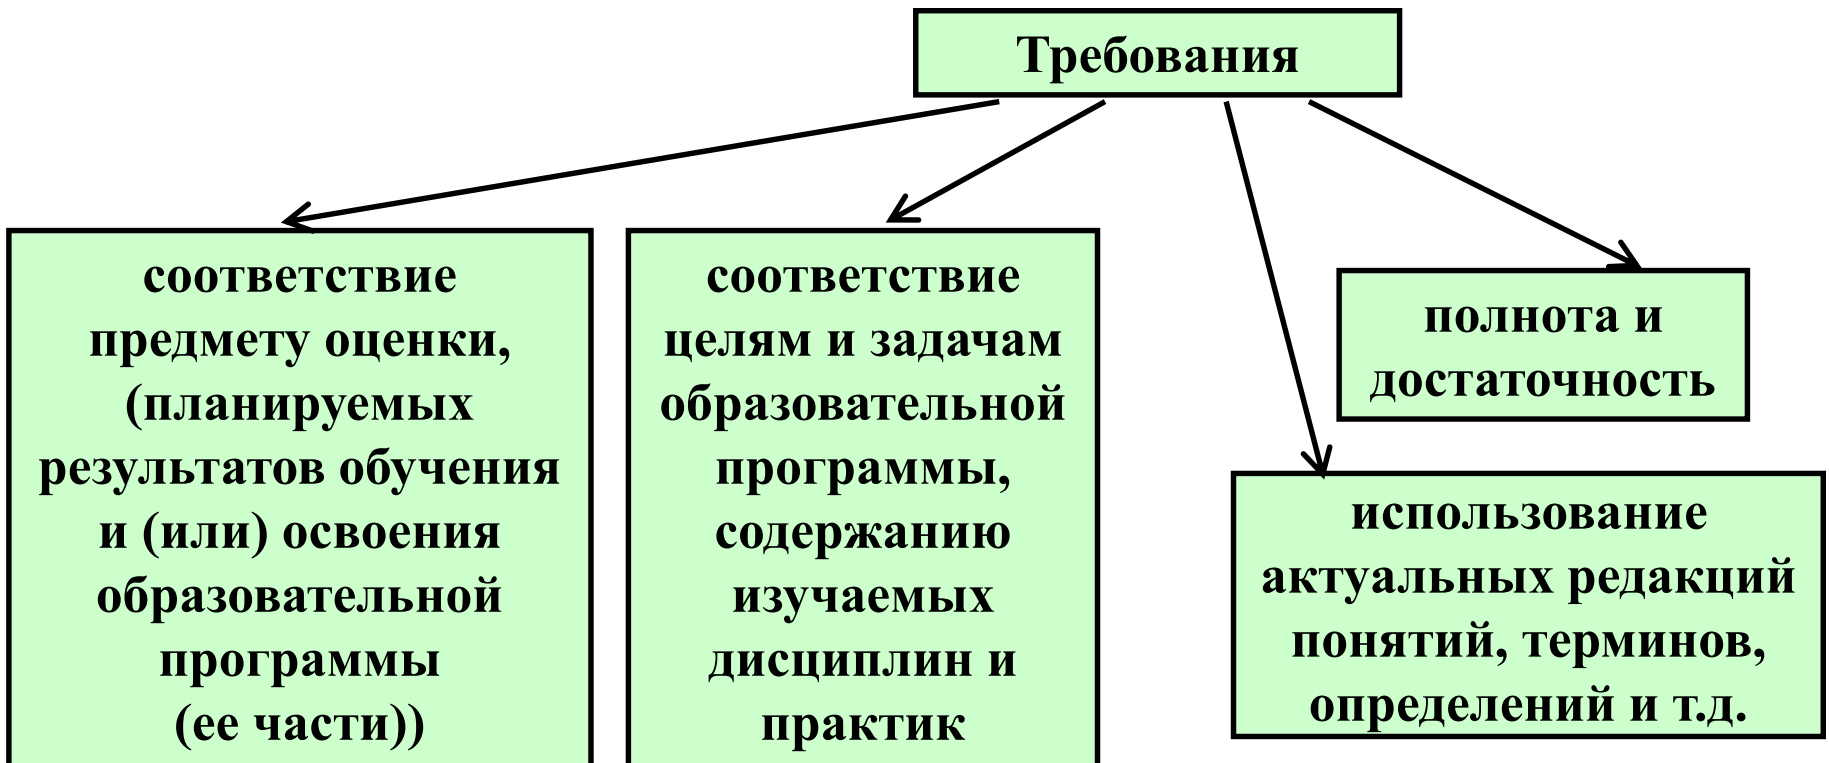 Требования
соответствие
предмету оценки,
(планируемых
результатов обучения
и (или) освоения
образовательной
программы
(ее части))
соответствие
целям и задачам
образовательной
программы,
содержанию
изучаемых
дисциплин и
практик
полнота и
достаточность
использование
актуальных редакций
понятий, терминов,
определений и т.д.